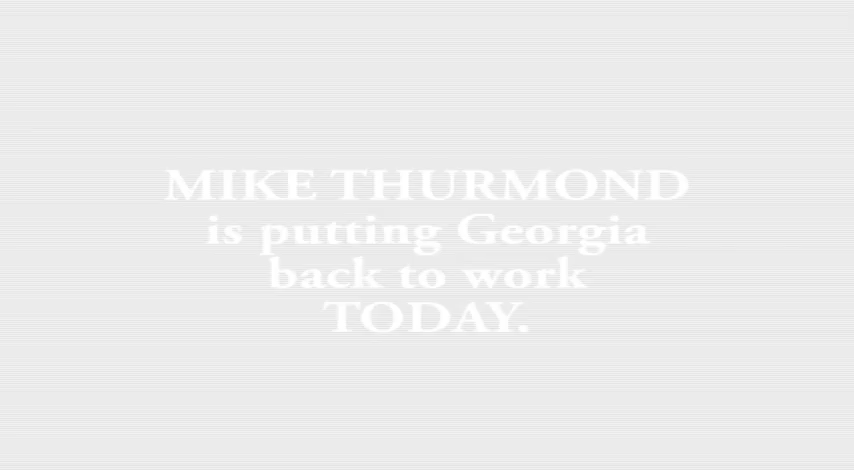 MIKE THURMOND
is putting Georgia
back to work
TODAY.